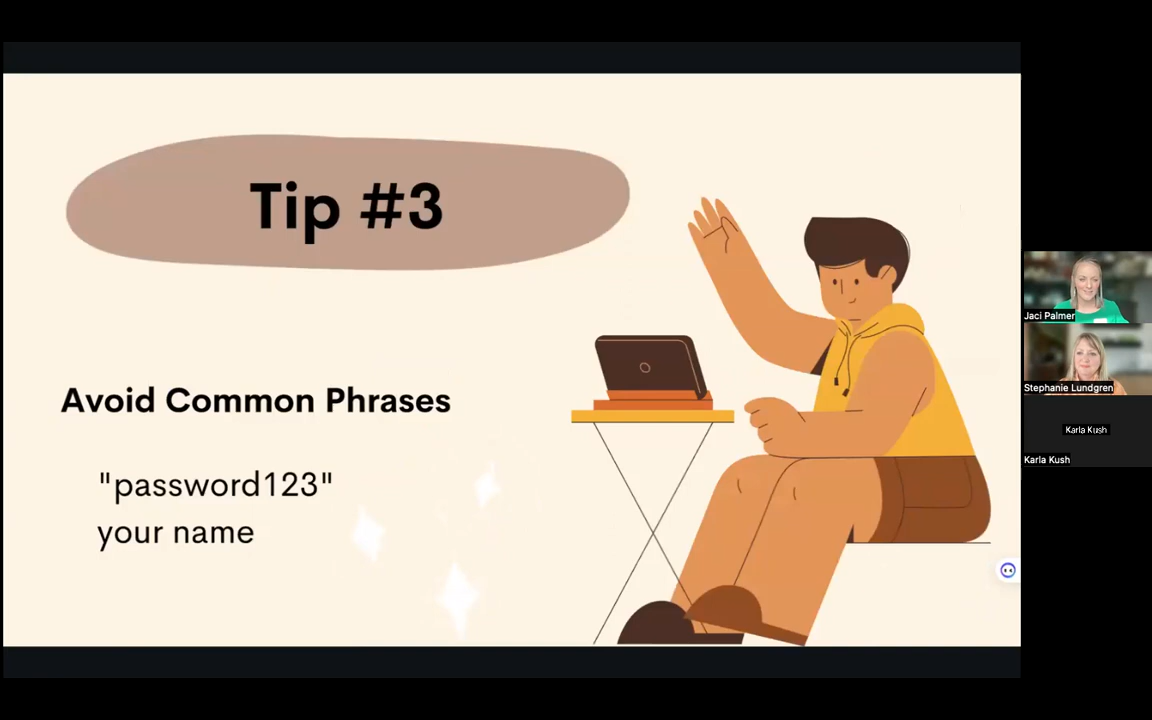 Tip #3
Avoid Common Phrases
"password123"
your name
Jaci Palmer
Stephanie Lundgren
Karla Kush
Karla Kush